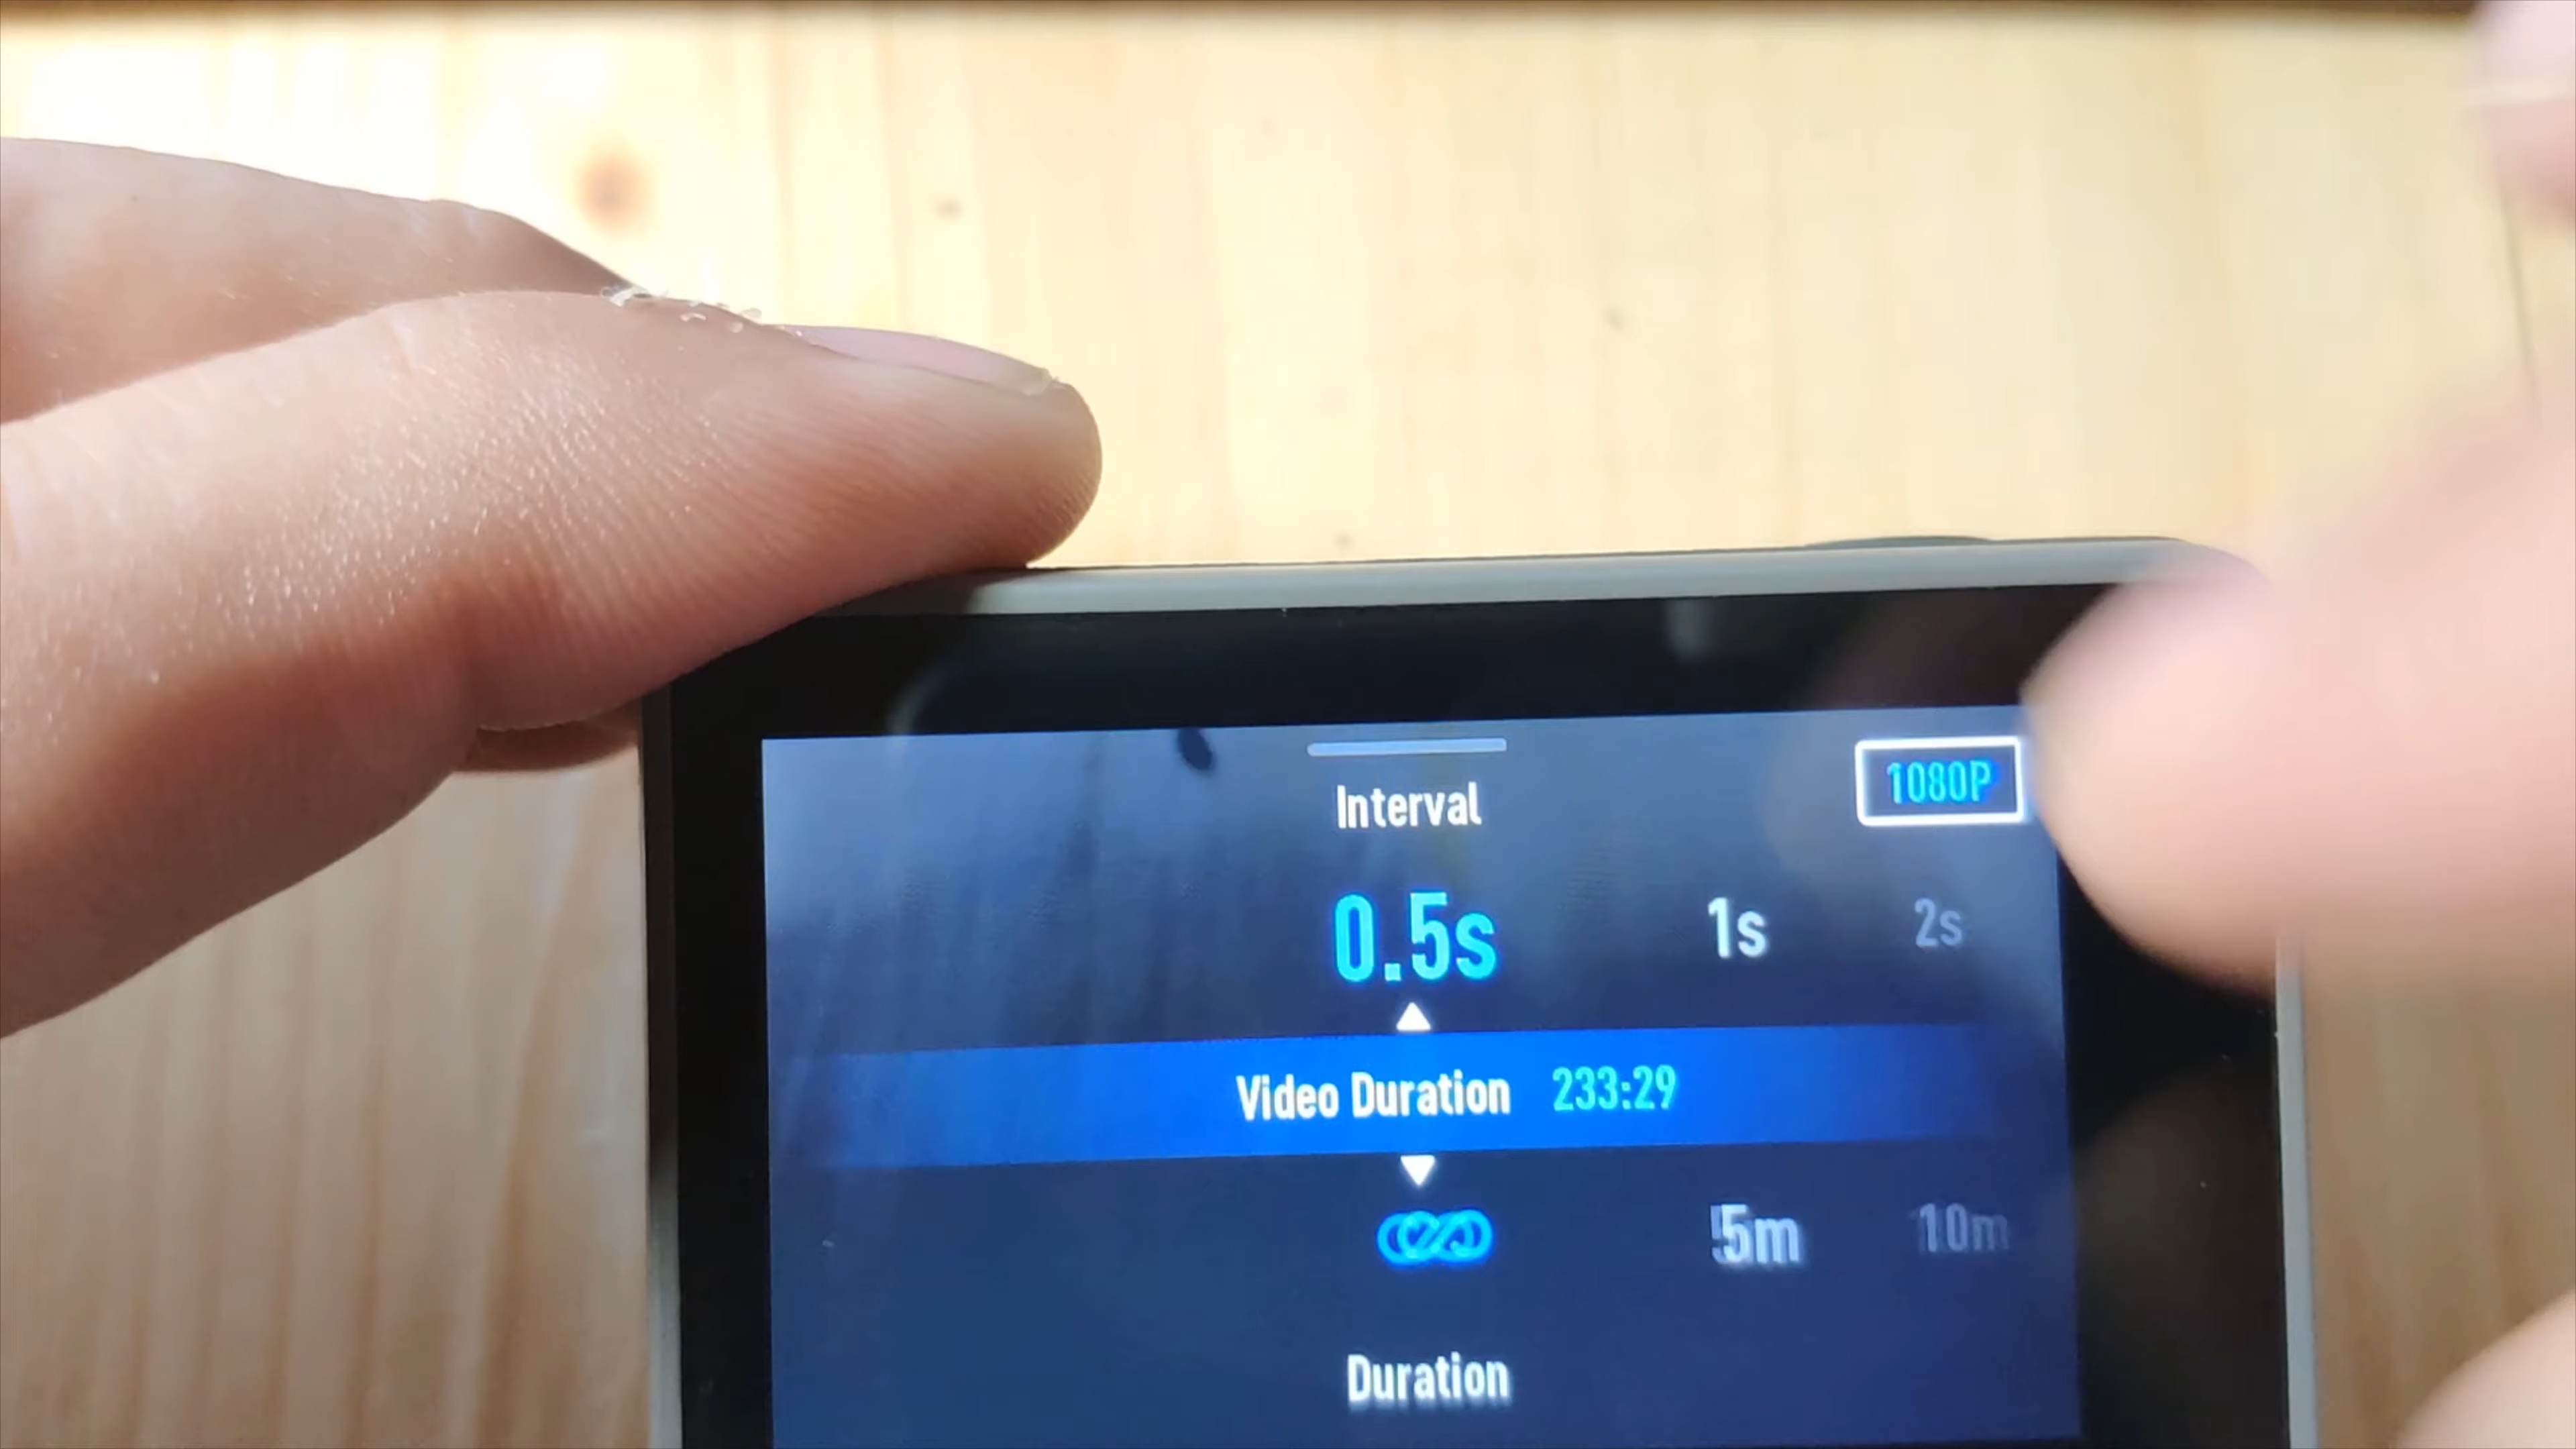 Interval
1080P
0.5s 1s 2s
Video Duration 233:29
5m 10m
Duration